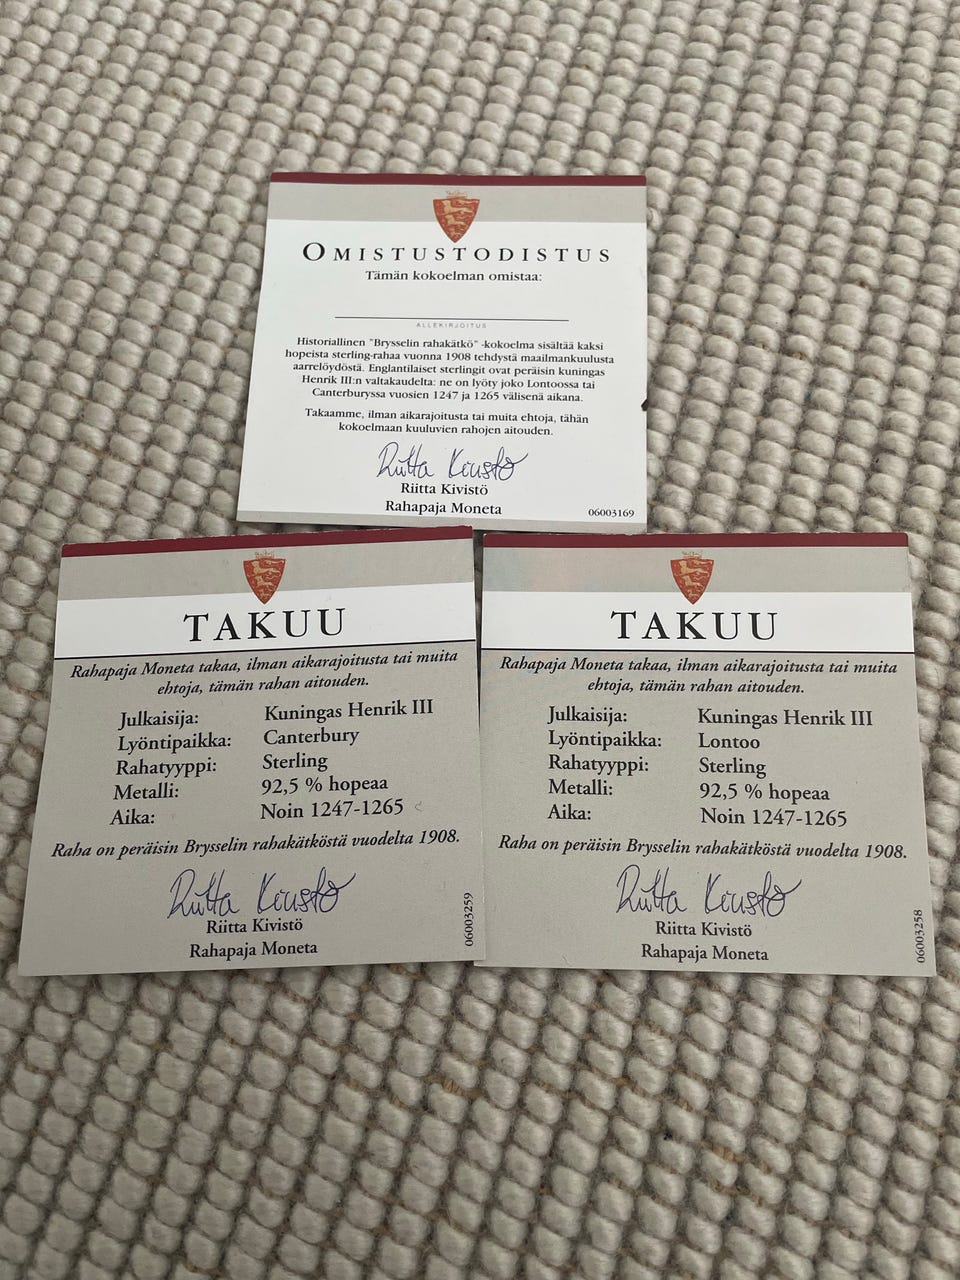 OMISTUSTODISTUS
Tämän kokoelman omistaa:
ALLEKIRJOITUS
Historiallinen "Brysselin rahakätkö" -kokoelma sisältää kaksi
hopeista sterling-rahaa vuonna 1908 tehdystä maailmankuulusta
aarrelöydöstä. Englantilaiset sterlingit ovat peräisin kuningas
Henrik III:n valtakaudelta: ne on lyöty joko Lontoossa tai
Canterburyssa vuosien 1247 ja 1265 välisenä aikana.
Takaamme, ilman aikarajoitusta tai muita ehtoja, tähän
kokoelmaan kuuluvien rahojen aitouden.
Riitta Kivistö
Riitta Kivistö
Rahapaja Moneta
06003169
TAKUU
Rahapaja Moneta takaa, ilman aikarajoitusta tai muita
ehtoja, tämän rahan aitouden.
Julkaisija: Kuningas Henrik III
Lyöntipaikka: Canterbury
Rahatyyppi: Sterling
Metalli: 92,5 % hopeaa
Aika: Noin 1247-1265
Raha on peräisin Brysselin rahakätköstä vuodelta 1908.
Riitta Kivistö
Riitta Kivistö
Rahapaja Moneta
06003259
TAKUU
Rahapaja Moneta takaa, ilman aikarajoitusta tai muita
ehtoja, tämän rahan aitouden.
Julkaisija: Kuningas Henrik III
Lyöntipaikka: Lontoo
Rahatyyppi: Sterling
Metalli: 92,5 % hopeaa
Aika: Noin 1247-1265
Raha on peräisin Brysselin rahakätköstä vuodelta 1908.
Riitta Kivistö
Riitta Kivistö
Rahapaja Moneta
06003258